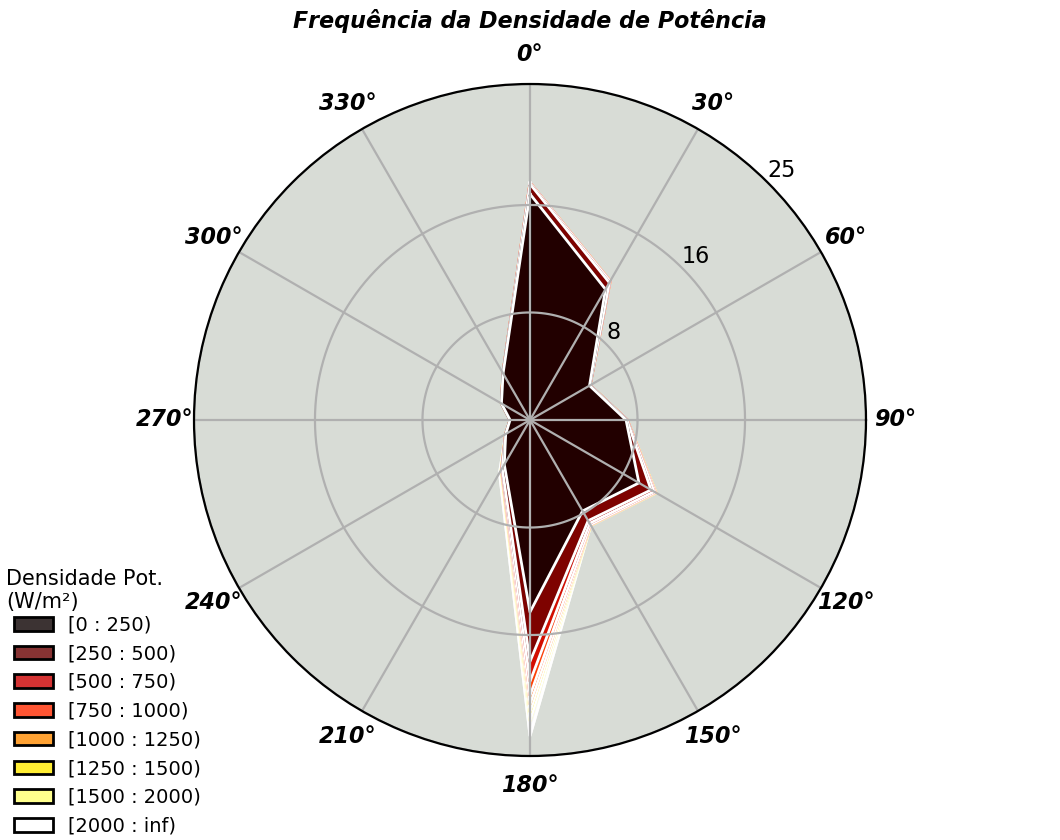 Frequência da Densidade de Potência
0°
330°
30°
25
300°
60°
16
8
270°
90°
240°
120°
210°
150°
180°
Densidade Pot.
(W/m²)
[0 : 250)
[250 : 500)
[500 : 750)
[750 : 1000)
[1000 : 1250)
[1250 : 1500)
[1500 : 2000)
[2000 : inf)